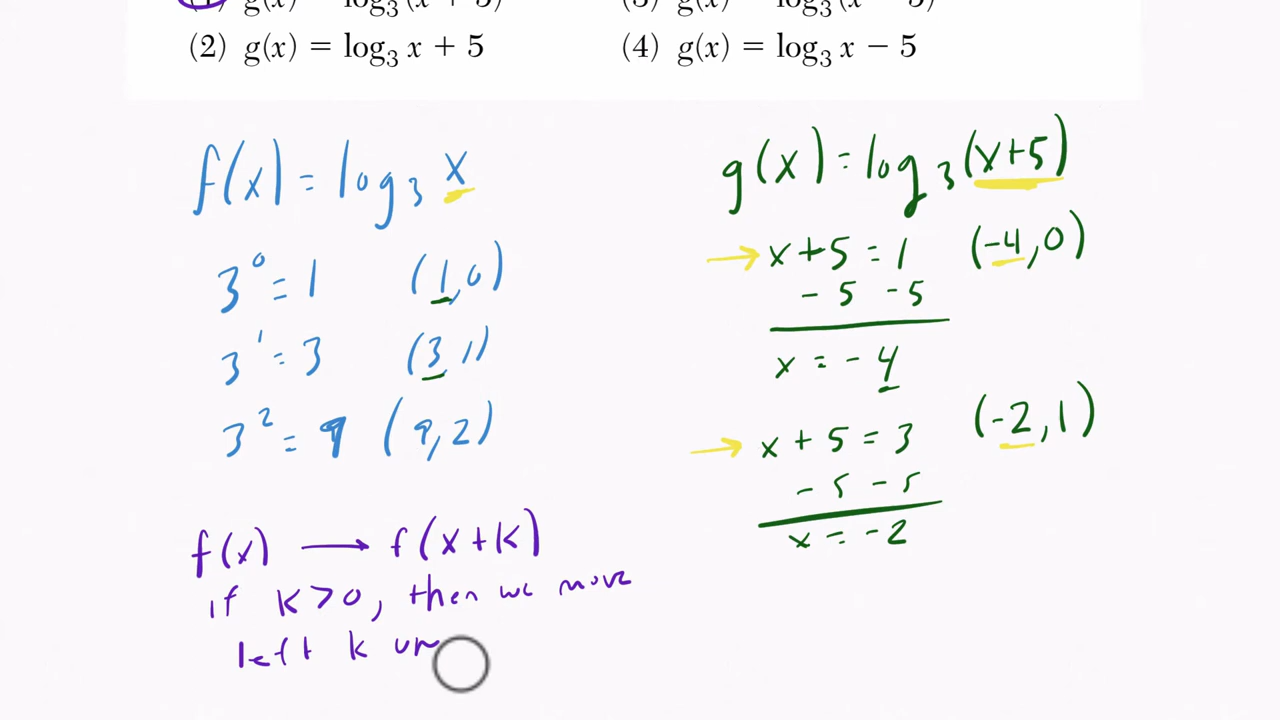 (2) g(x) = log₃ x + 5
(4) g(x) = log₃ x − 5
f(x) = log₃ x
3⁰ = 1 (1,0)
3¹ = 3 (3,1)
3² = 9 (9,2)
f(x) → f(x+k)
if k>0, then we move
left k un
g(x) = log₃(x+5)
→ x+5 = 1 (-4,0)
- 5 -5
x = -4
→ x + 5 = 3 (-2,1)
- 5 - 5
x = -2